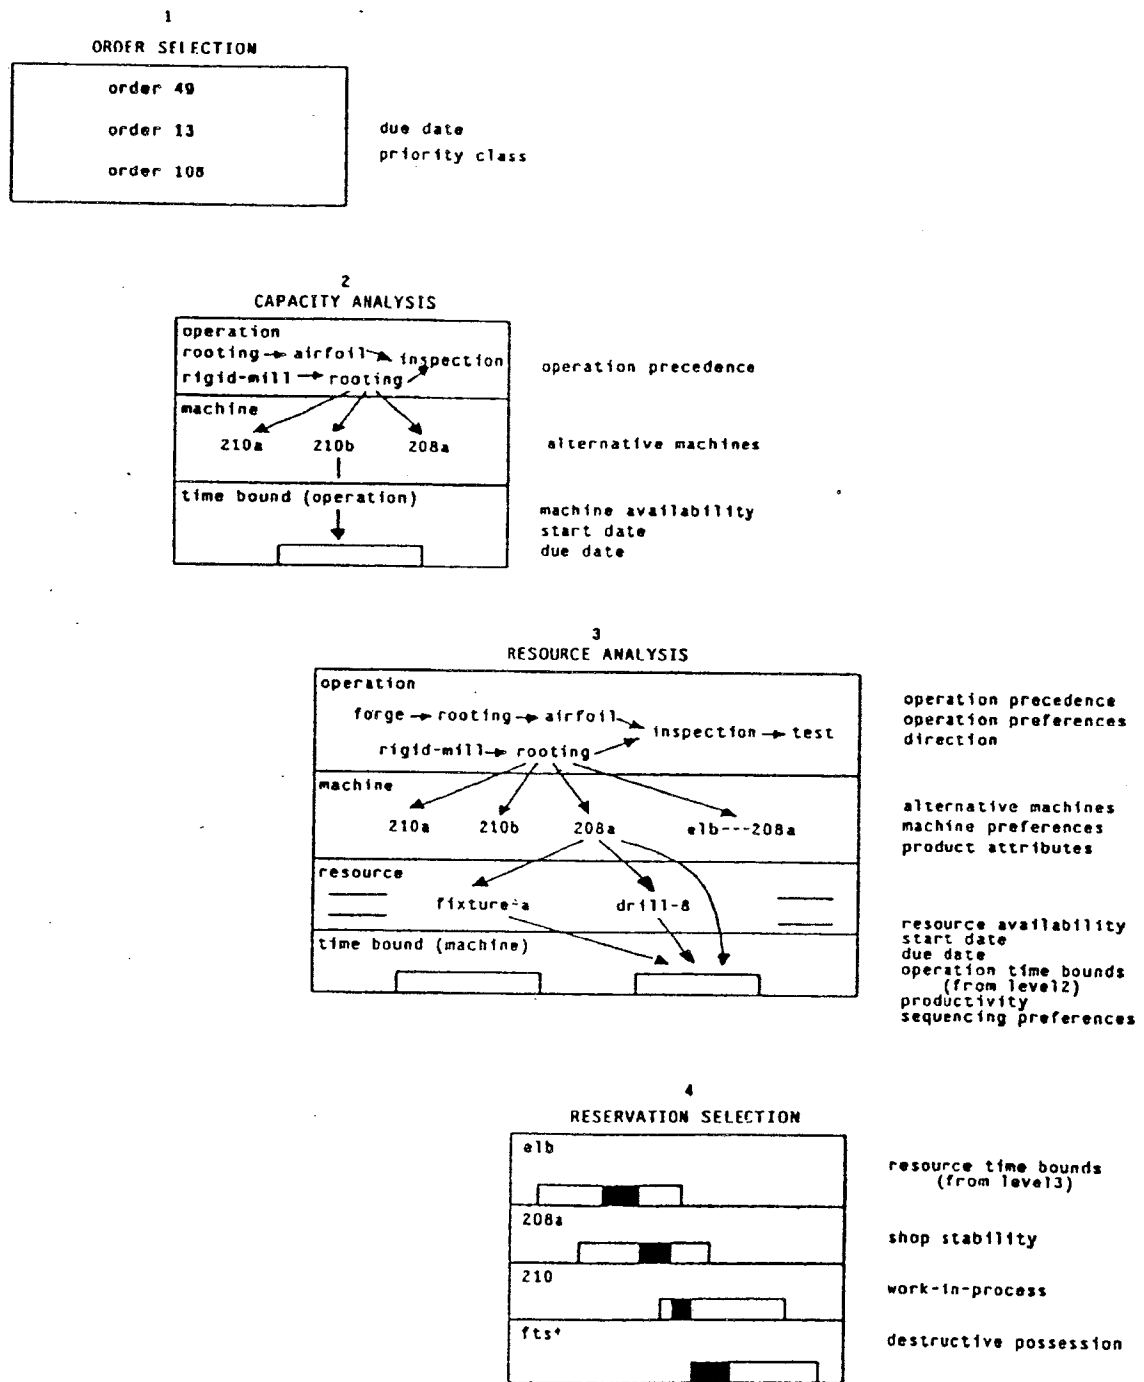 1
ORDER SELECTION
order 49
order 13
order 108
due date
priority class
2
CAPACITY ANALYSIS
operation
rooting airfoil inspection
rigid-mill rooting
operation precedence
machine
210a 210b 208a
alternative machines
time bound (operation)
machine availability
start date
due date
3
RESOURCE ANALYSIS
operation
forge rooting airfoil
inspection test
rigid-mill rooting
operation precedence
operation preferences
direction
machine
210a 210b 208a elb---208a
alternative machines
machine preferences
product attributes
resource
fixture-a drill-8
time bound (machine)
resource availability
start date
due date
operation time bounds
(from level2)
productivity
sequencing preferences
4
RESERVATION SELECTION
elb
resource time bounds
(from level3)
208a
shop stability
210
work-in-process
fts*
destructive possession